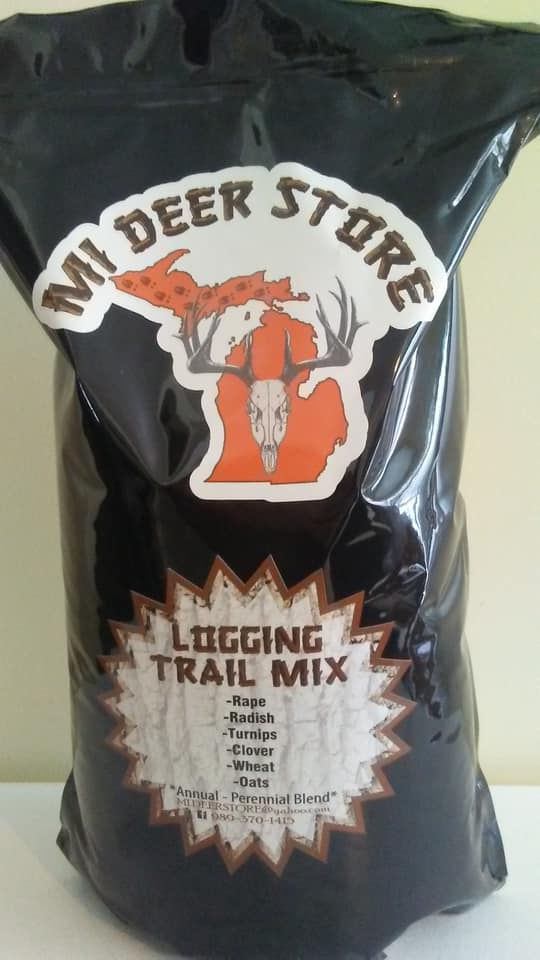 MI DEER STORE
LOGGING
TRAIL MIX
-Rape
-Radish
-Turnips
-Clover
-Wheat
-Oats
*Annual - Perennial Blend*
MIDEERSTORE@yahoo.com
989-370-1415